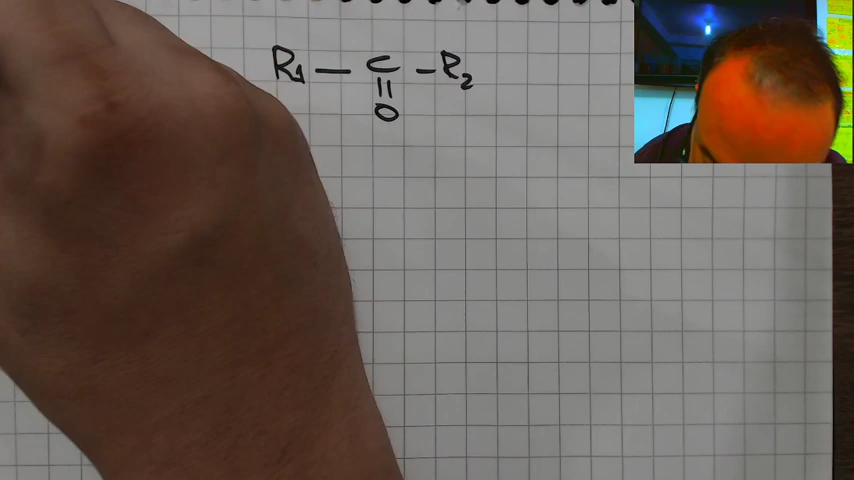 R₁ — C — R₂
||
O